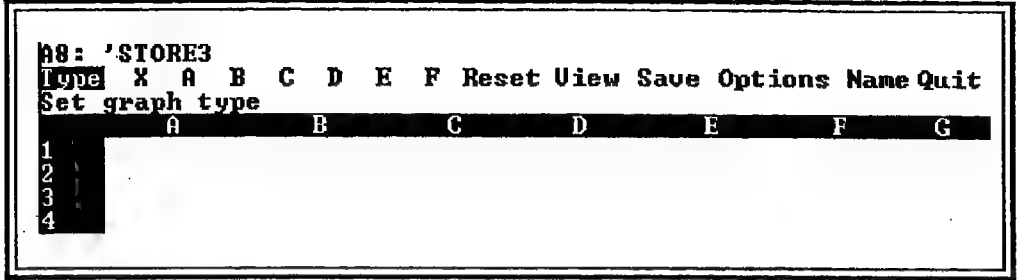 A8: 'STORE3
Type X A B C D E F Reset View Save Options Name Quit
Set graph type
A B C D E F G
1
2
3
4